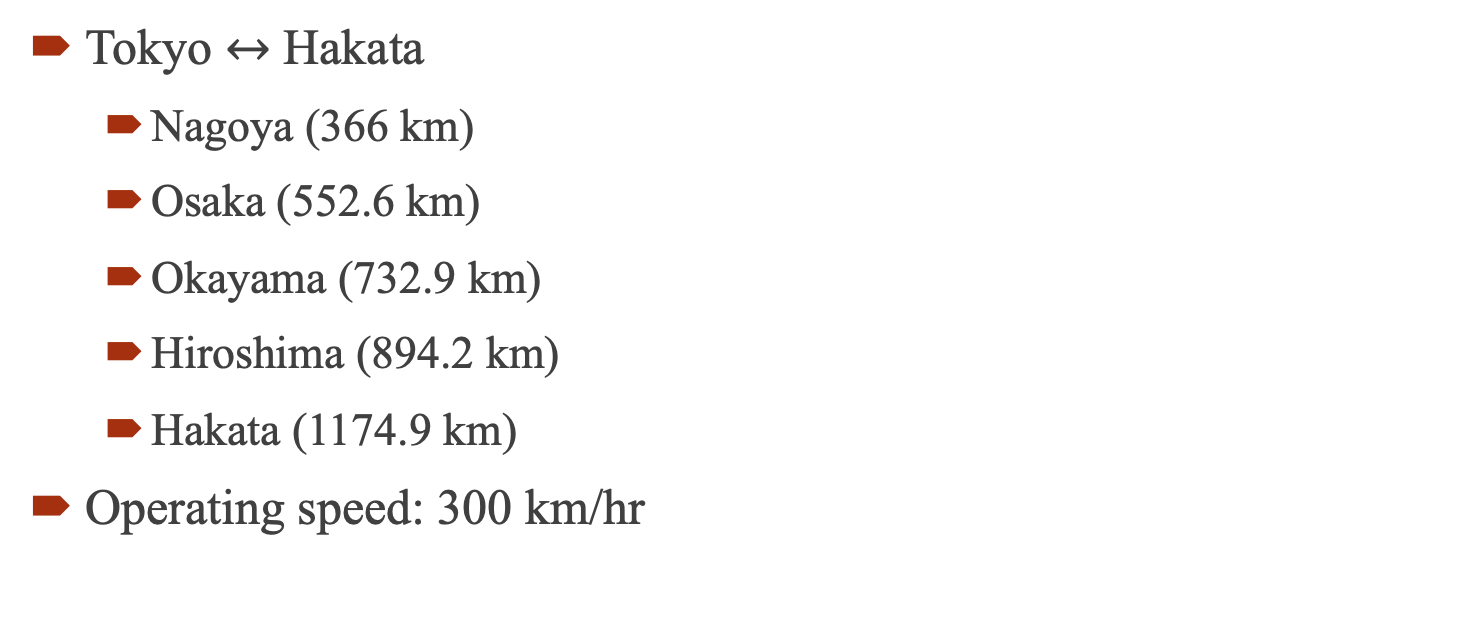 Tokyo ↔ Hakata
Nagoya (366 km)
Osaka (552.6 km)
Okayama (732.9 km)
Hiroshima (894.2 km)
Hakata (1174.9 km)
Operating speed: 300 km/hr